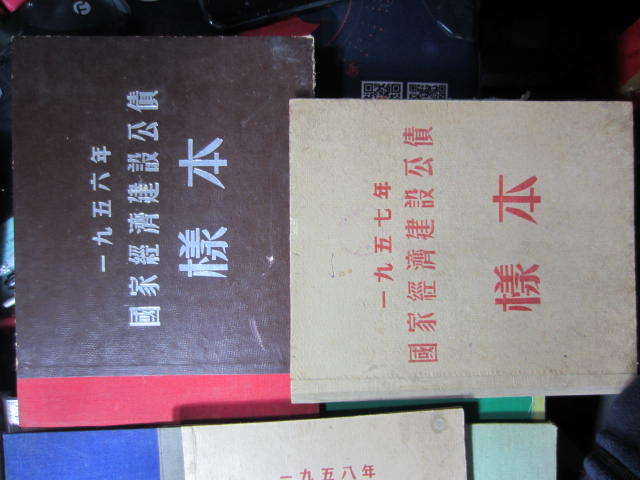 一九五六年
國家經濟建設公債
樣本
一九五七年
國家經濟建設公債
樣本
一九五八年